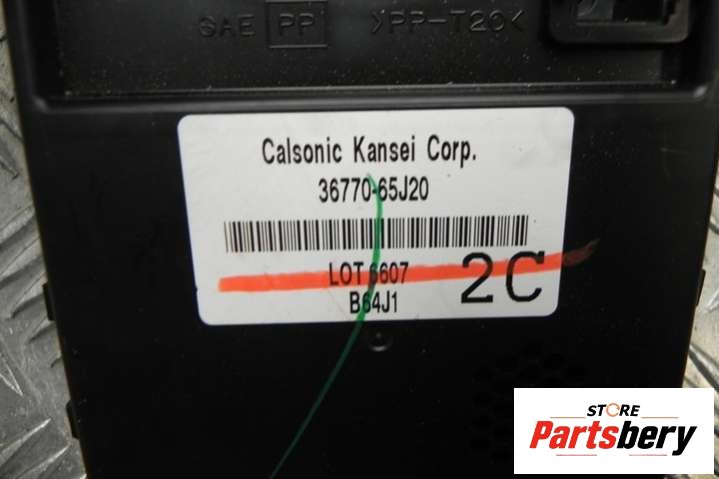 SAE PP >PP-T20<
Calsonic Kansei Corp.
36770-65J20
LOT 6607
B64J1
2C
STORE
Partsbery